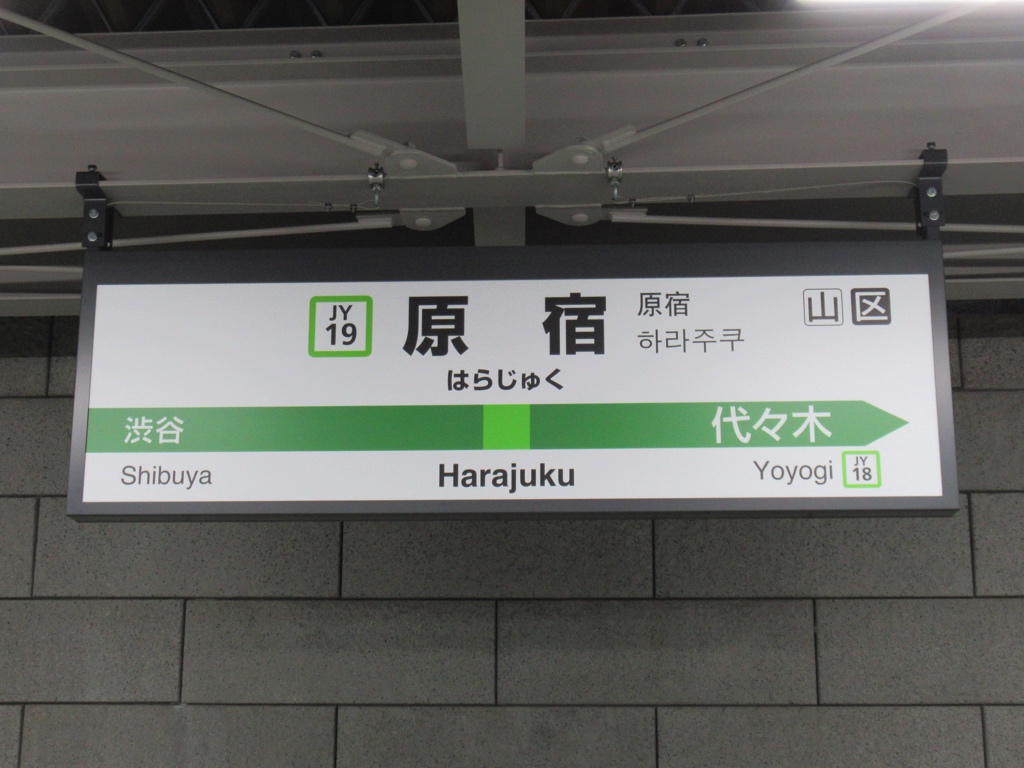 JY
19
原宿
原宿
하라주쿠
山 区
はらじゅく
渋谷
代々木
Shibuya
Harajuku
Yoyogi
JY
18